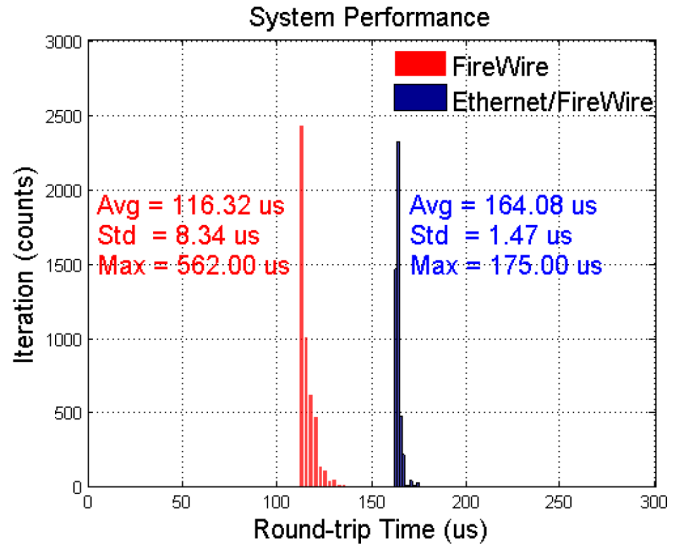 System Performance
3000
2500
2000
1500
1000
500
0
Iteration (counts)
FireWire
Ethernet/FireWire
Avg = 116.32 us
Std = 8.34 us
Max = 562.00 us
Avg = 164.08 us
Std = 1.47 us
Max = 175.00 us
0 50 100 150 200 250 300
Round-trip Time (us)